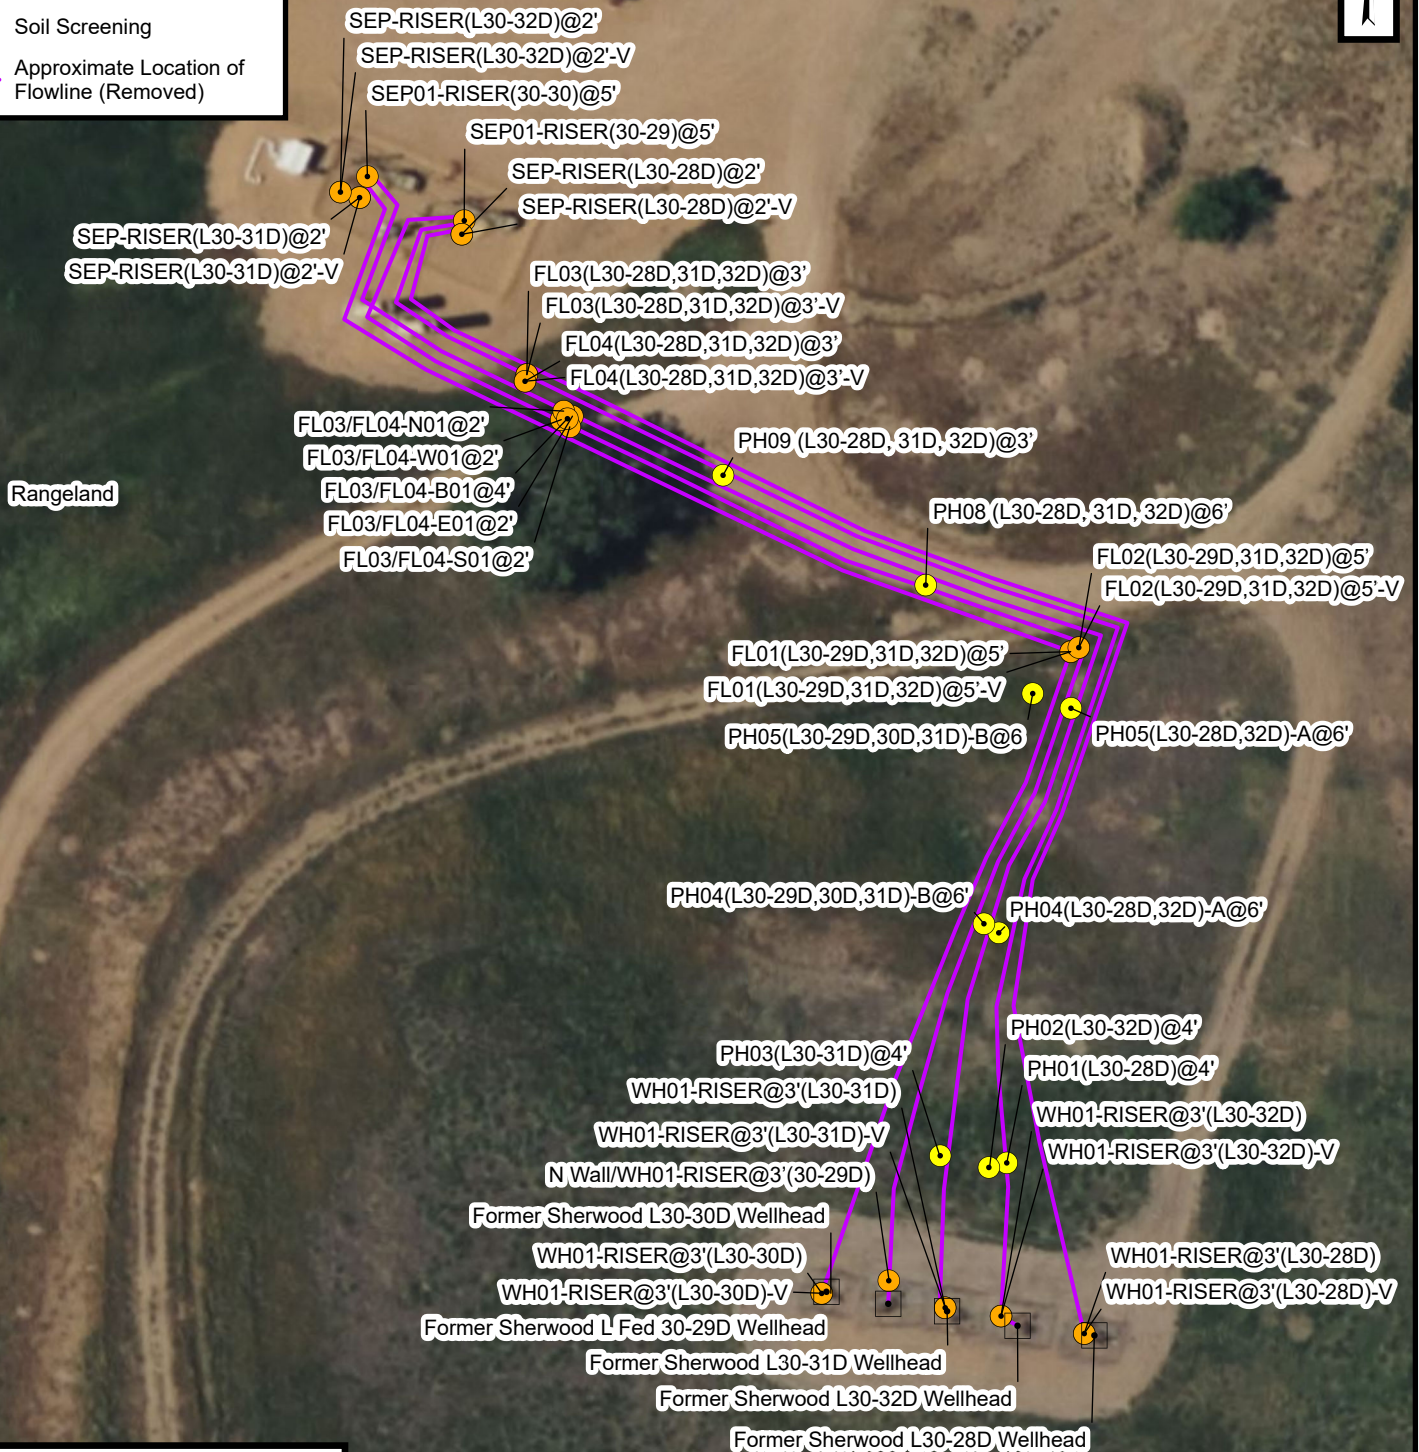 Soil Screening
Approximate Location of
Flowline (Removed)
SEP-RISER(L30-32D)@2'
SEP-RISER(L30-32D)@2'-V
SEP01-RISER(30-30)@5'
SEP01-RISER(30-29)@5'
SEP-RISER(L30-28D)@2'
SEP-RISER(L30-28D)@2'-V
SEP-RISER(L30-31D)@2'
SEP-RISER(L30-31D)@2'-V
FL03(L30-28D,31D,32D)@3'
FL03(L30-28D,31D,32D)@3'-V
FL04(L30-28D,31D,32D)@3'
FL04(L30-28D,31D,32D)@3'-V
FL03/FL04-N01@2'
FL03/FL04-W01@2'
FL03/FL04-B01@4'
FL03/FL04-E01@2'
FL03/FL04-S01@2'
Rangeland
PH09 (L30-28D, 31D, 32D)@3'
PH08 (L30-28D, 31D, 32D)@6'
FL02(L30-29D,31D,32D)@5'
FL02(L30-29D,31D,32D)@5'-V
FL01(L30-29D,31D,32D)@5'
FL01(L30-29D,31D,32D)@5'-V
PH05(L30-29D,30D,31D)-B@6
PH05(L30-28D,32D)-A@6'
PH04(L30-29D,30D,31D)-B@6'
PH04(L30-28D,32D)-A@6'
PH02(L30-32D)@4'
PH03(L30-31D)@4'
PH01(L30-28D)@4'
WH01-RISER@3'(L30-31D)
WH01-RISER@3'(L30-32D)
WH01-RISER@3'(L30-31D)-V
WH01-RISER@3'(L30-32D)-V
N Wall/WH01-RISER@3'(30-29D)
Former Sherwood L30-30D Wellhead
WH01-RISER@3'(L30-30D)
WH01-RISER@3'(L30-28D)
WH01-RISER@3'(L30-30D)-V
WH01-RISER@3'(L30-28D)-V
Former Sherwood L Fed 30-29D Wellhead
Former Sherwood L30-31D Wellhead
Former Sherwood L30-32D Wellhead
Former Sherwood L30-28D Wellhead